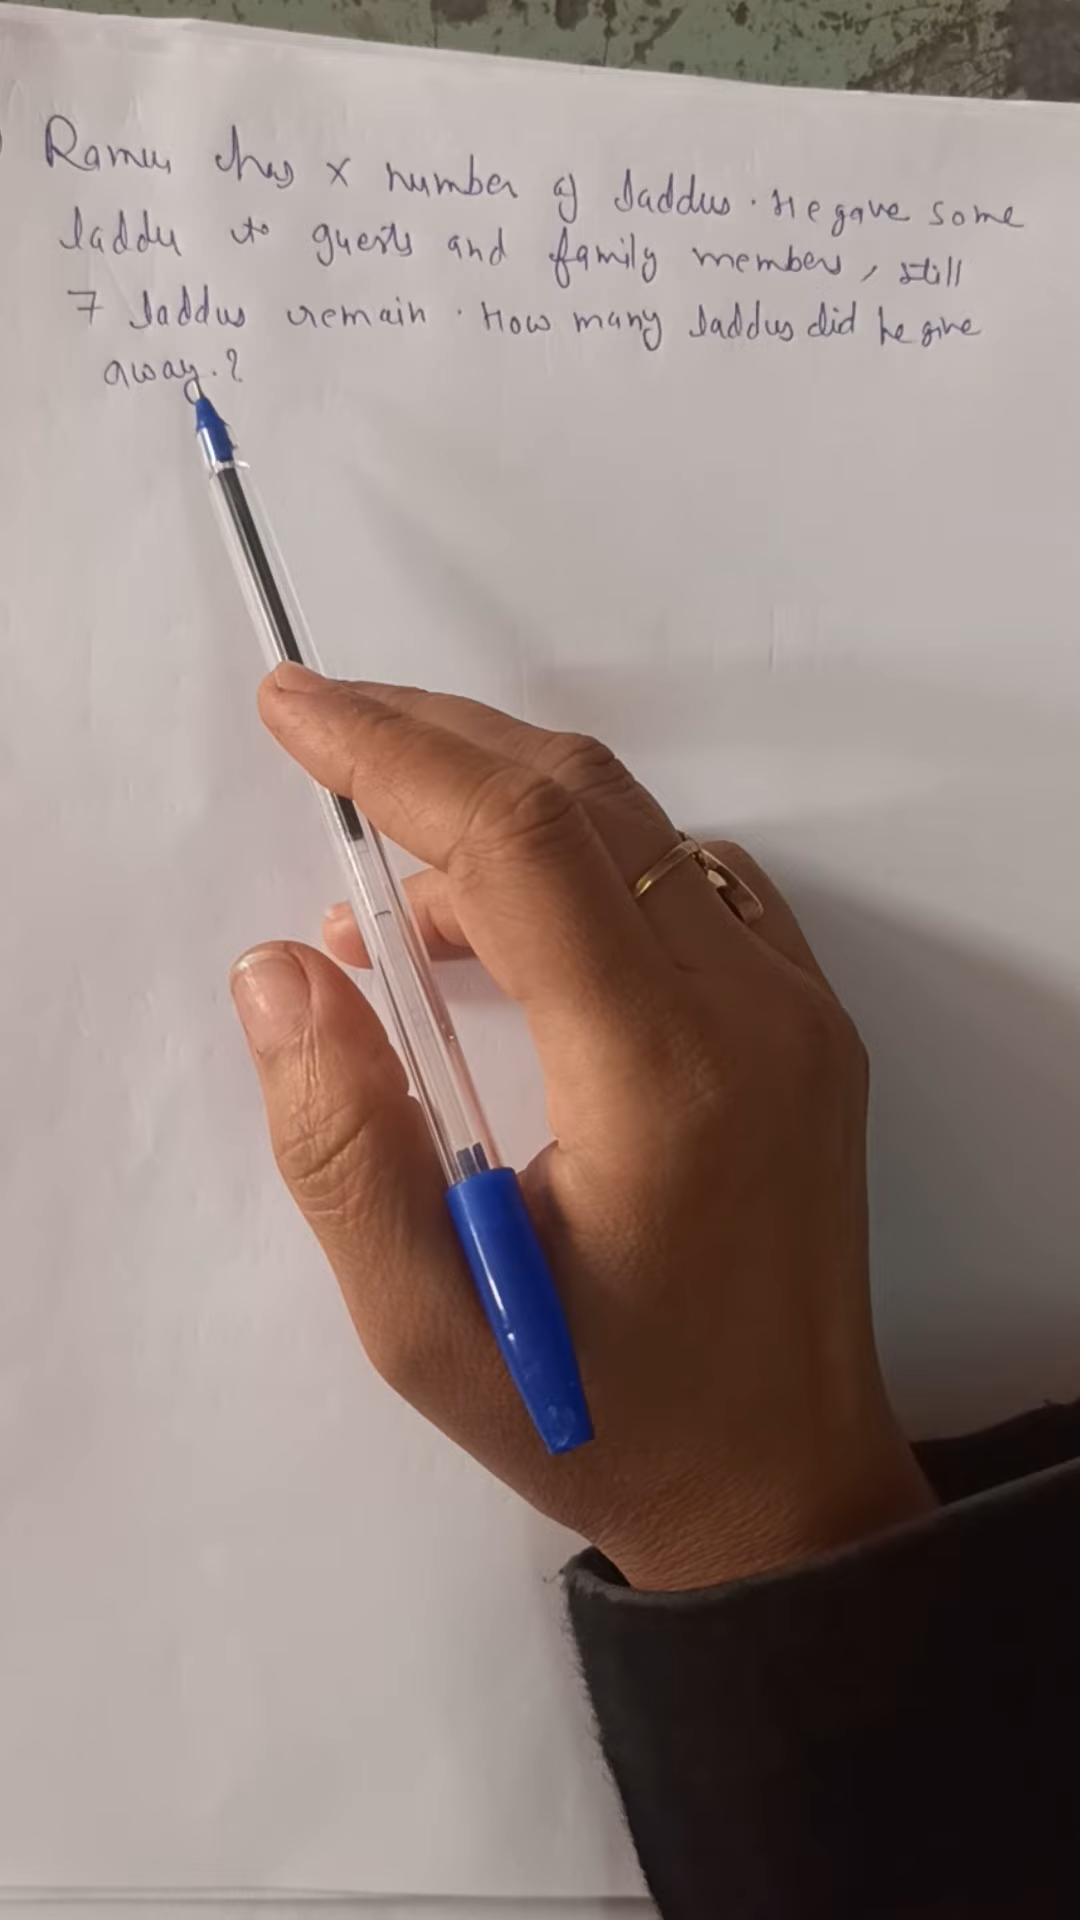 Ramu has x number of laddus. He gave some
laddu to guests and family members, still
7 laddus remain. How many laddus did he give
away.?